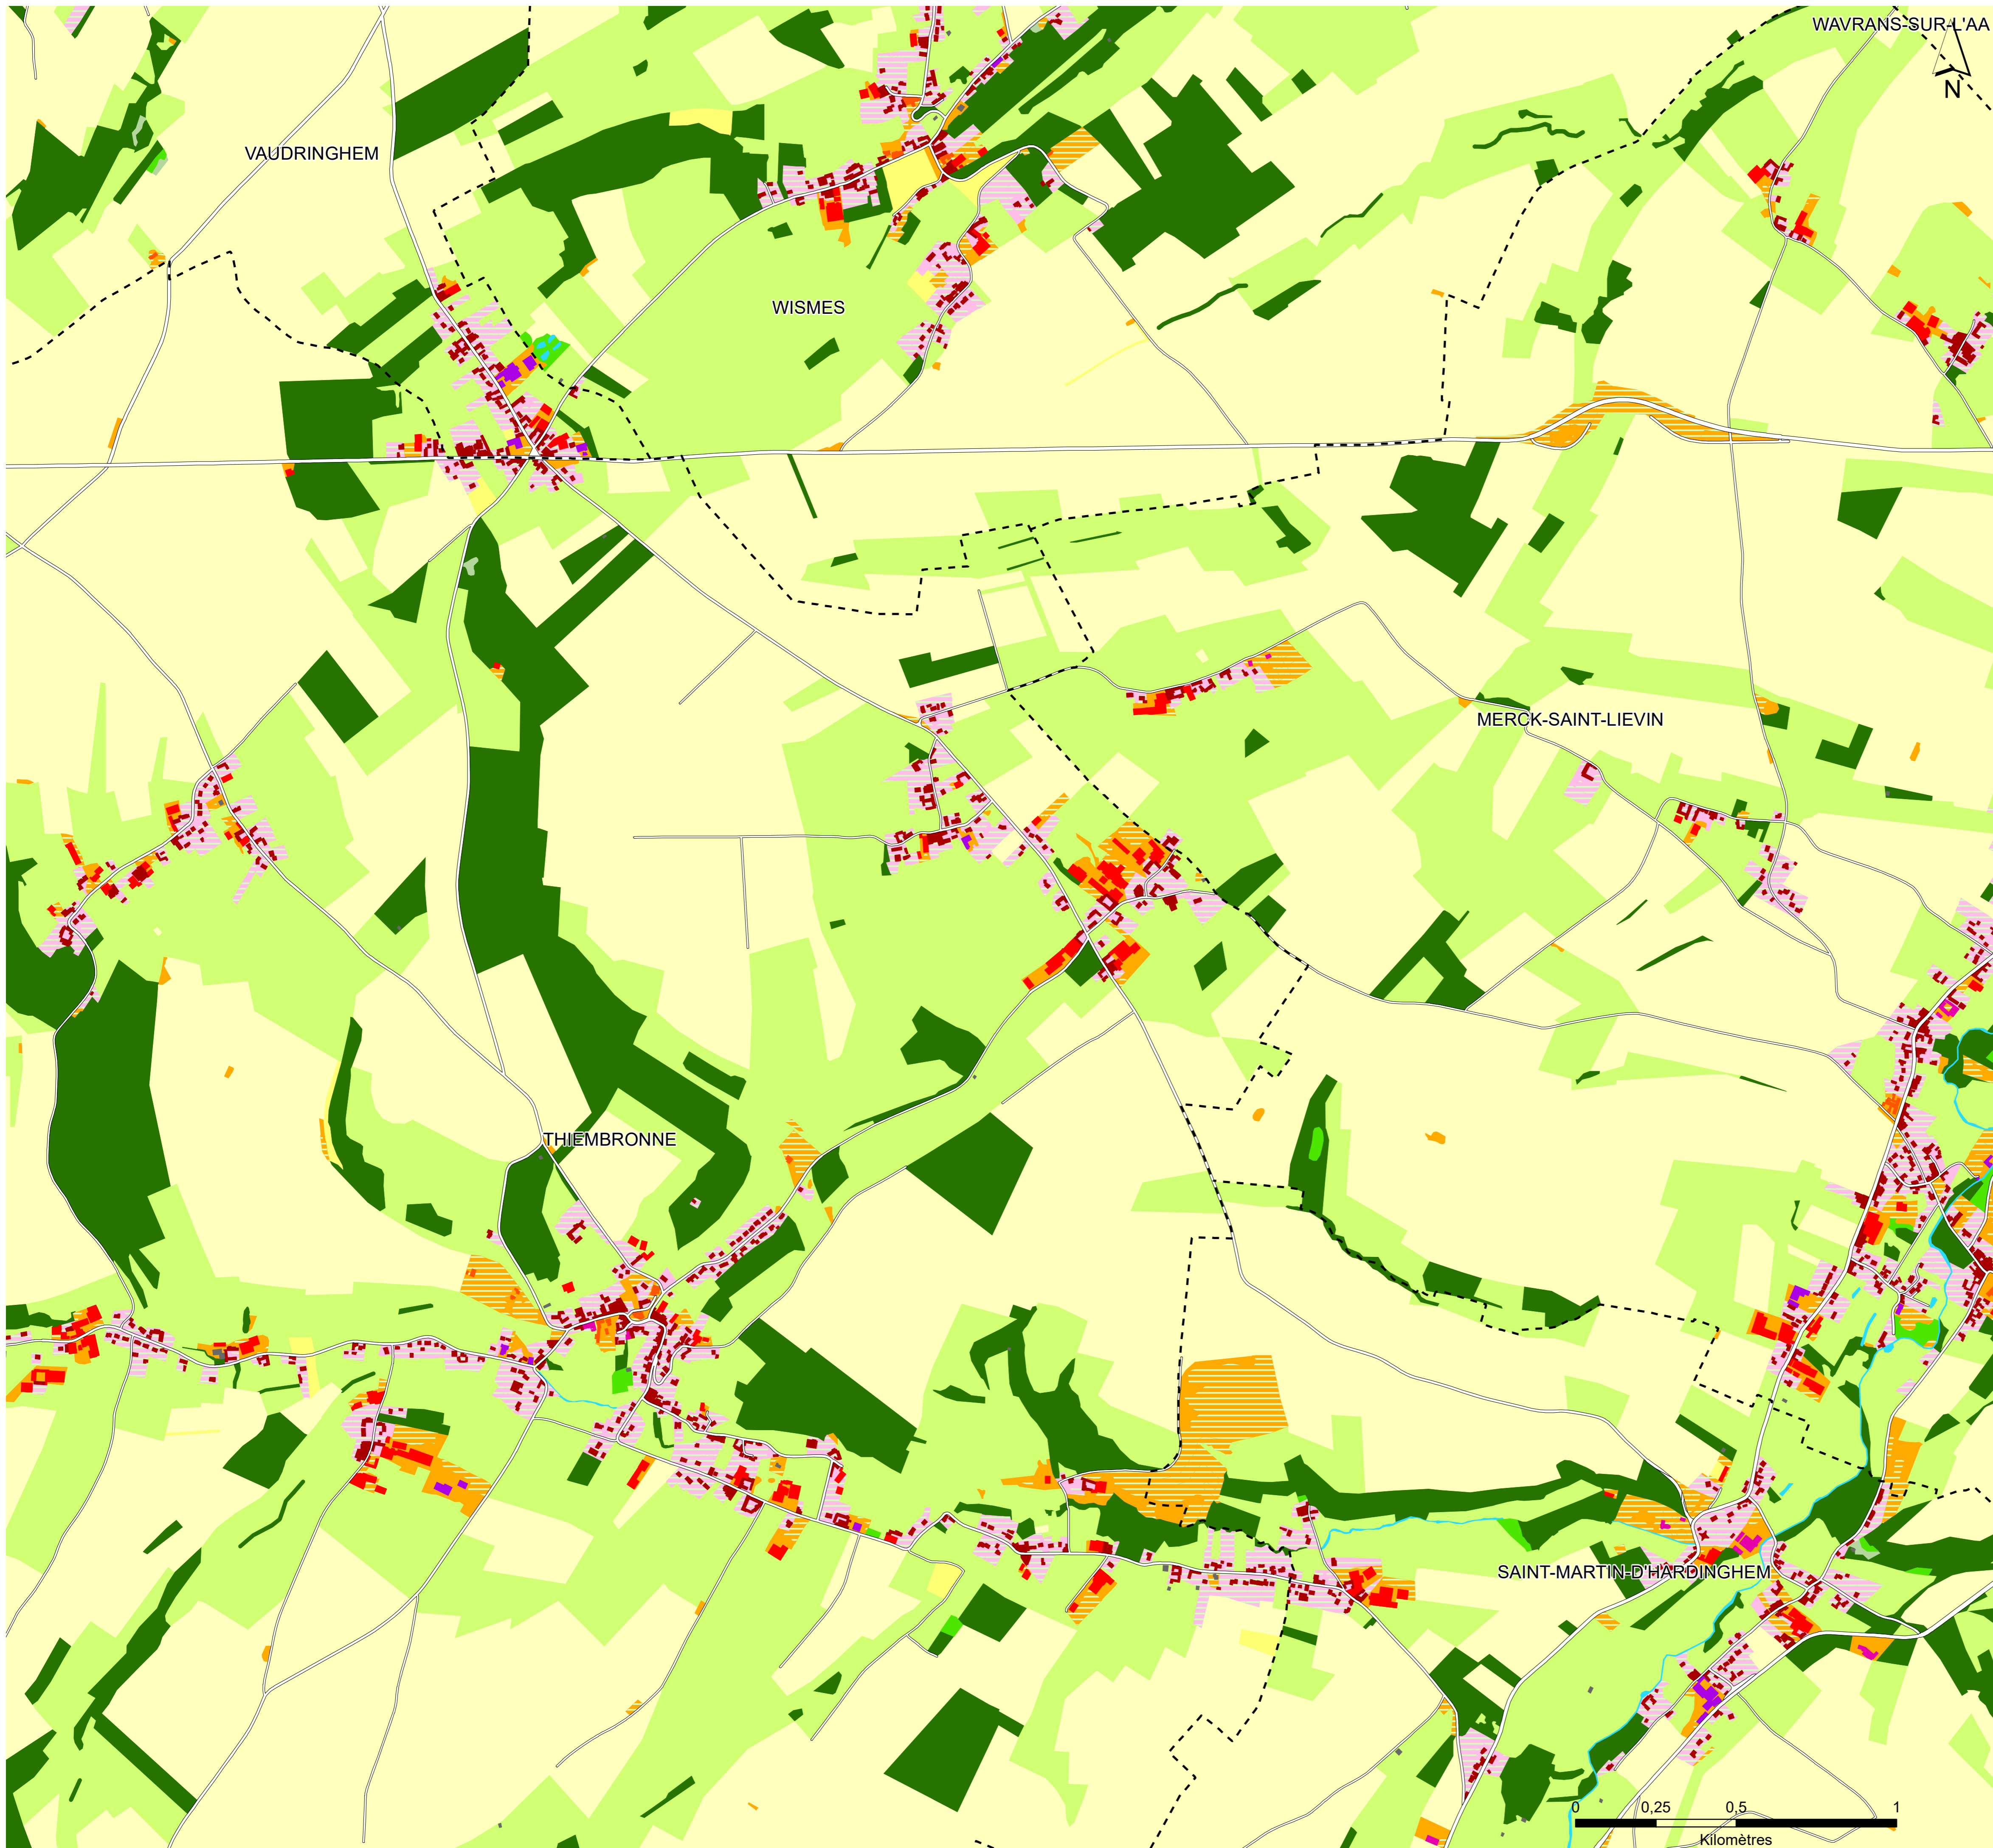 WAVRANS-SUR-L'AA
N
VAUDRINGHEM
WISMES
MERCK-SAINT-LIEVIN
THIEMBRONNE
SAINT-MARTIN-D'HARDINGHEM
0 0,25 0,5 1
Kilomètres